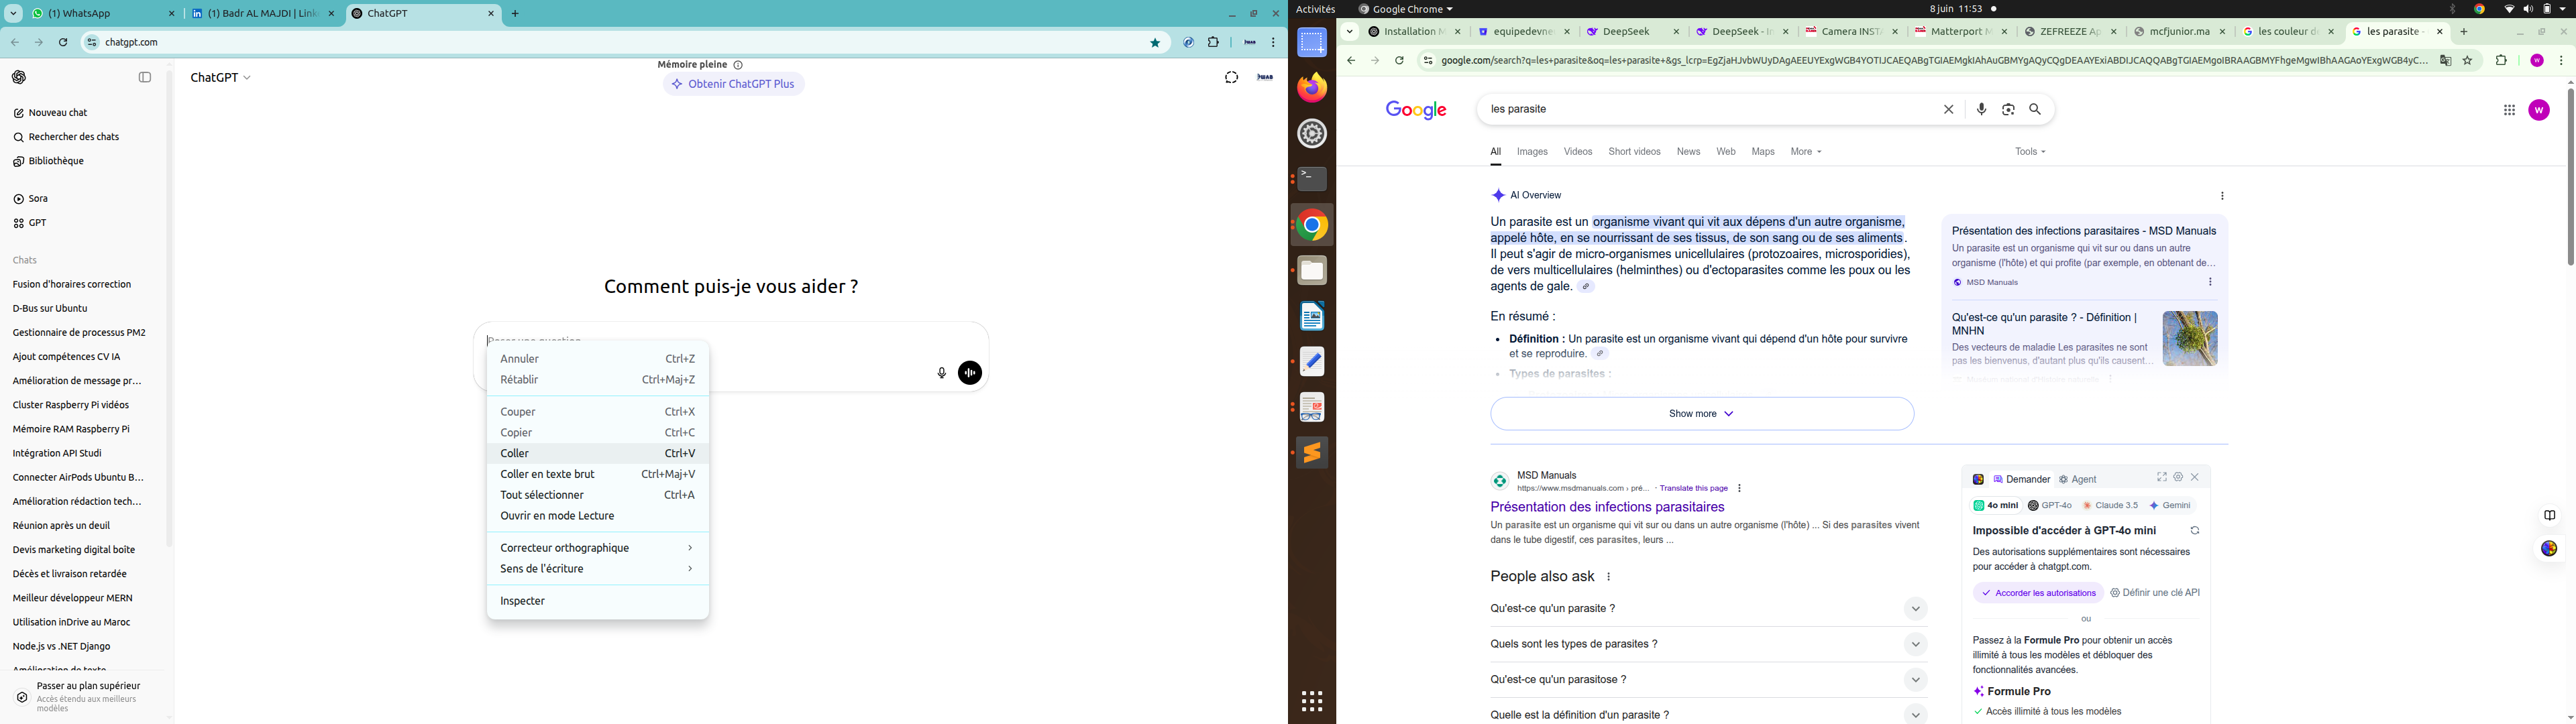 (1) WhatsApp
(1) Badr AL MAJDI | Link
ChatGPT
chatgpt.com
ChatGPT
Mémoire pleine
Obtenir ChatGPT Plus
Nouveau chat
Rechercher des chats
Bibliothèque
Sora
GPT
Chats
Fusion d'horaires correction
D-Bus sur Ubuntu
Gestionnaire de processus PM2
Ajout compétences CV IA
Amélioration de message pr...
Cluster Raspberry Pi vidéos
Mémoire RAM Raspberry Pi
Intégration API Studi
Connecter AirPods Ubuntu B...
Amélioration rédaction tech...
Réunion après un deuil
Devis marketing digital boîte
Décès et livraison retardée
Meilleur développeur MERN
Utilisation inDrive au Maroc
Node.js vs .NET Django
Amélioration de texte
Passer au plan supérieur
Accès étendu aux meilleurs
modèles
Comment puis-je vous aider ?
Annuler Ctrl+Z
Rétablir Ctrl+Maj+Z
Couper Ctrl+X
Copier Ctrl+C
Coller Ctrl+V
Coller en texte brut Ctrl+Maj+V
Tout sélectionner Ctrl+A
Ouvrir en mode Lecture
Correcteur orthographique
Sens de l'écriture
Inspecter
Activités
Google Chrome
8 juin 11:53
Installation M
equipedevne
DeepSeek
DeepSeek - In
Camera INSTA
Matterport M
ZEFREEZE Ap
mcfjunior.ma
les couleur d
les parasite -
google.com/search?q=les+parasite&oq=les+parasite+&gs_lcrp=EgZjaHJvbWUyDAgAEEUYExgWGB4YOTIJCAEQABgTGIAEMgkIAhAuGBMYgAQyCQgDEAAYExiABDIJCAQQABgTGIAEMgoIBRAAGBMYFhgeMgwIBhAAGAoYExgWGB4yC...
Google
les parasite
W
All Images Videos Short videos News Web Maps More Tools
AI Overview
Un parasite est un organisme vivant qui vit aux dépens d'un autre organisme,
appelé hôte, en se nourrissant de ses tissus, de son sang ou de ses aliments.
Il peut s'agir de micro-organismes unicellulaires (protozoaires, microsporidies),
de vers multicellulaires (helminthes) ou d'ectoparasites comme les poux ou les
agents de gale.
En résumé :
Définition : Un parasite est un organisme vivant qui dépend d'un hôte pour survivre
et se reproduire.
Types de parasites :
Show more
Présentation des infections parasitaires - MSD Manuals
Un parasite est un organisme qui vit sur ou dans un autre
organisme (l'hôte) et qui profite (par exemple, en obtenant de...
MSD Manuals
Qu'est-ce qu'un parasite ? - Définition |
MNHN
Des vecteurs de maladie Les parasites ne sont
pas les bienvenus, d'autant plus qu'ils causent...
MSD Manuals
https://www.msdmanuals.com › pré... · Translate this page
Présentation des infections parasitaires
Un parasite est un organisme qui vit sur ou dans un autre organisme (l'hôte) ... Si des parasites vivent
dans le tube digestif, ces parasites, leurs ...
People also ask
Qu'est-ce qu'un parasite ?
Quels sont les types de parasites ?
Qu'est-ce qu'un parasitose ?
Quelle est la définition d'un parasite ?
Demander Agent
4o mini GPT-4o Claude 3.5 Gemini
Impossible d'accéder à GPT-4o mini
Des autorisations supplémentaires sont nécessaires
pour accéder à chatgpt.com.
Accorder les autorisations Définir une clé API
ou
Passez à la Formule Pro pour obtenir un accès
illimité à tous les modèles et débloquer des
fonctionnalités avancées.
Formule Pro
Accès illimité à tous les modèles